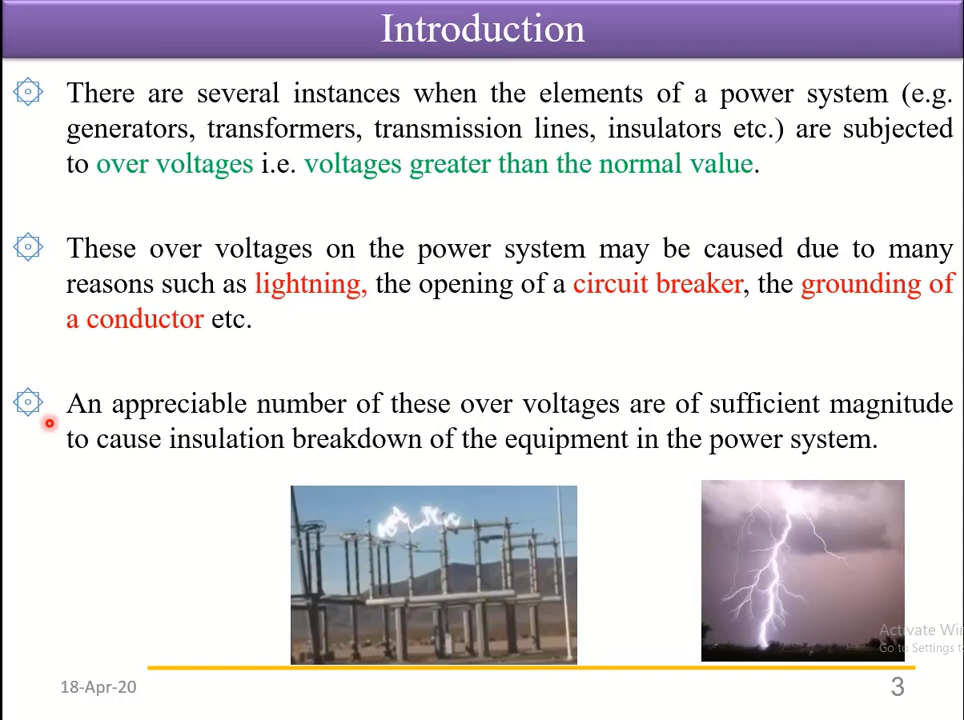 Introduction
There are several instances when the elements of a power system (e.g.
generators, transformers, transmission lines, insulators etc.) are subjected
to over voltages i.e. voltages greater than the normal value.
These over voltages on the power system may be caused due to many
reasons such as lightning, the opening of a circuit breaker, the grounding of
a conductor etc.
An appreciable number of these over voltages are of sufficient magnitude
to cause insulation breakdown of the equipment in the power system.
Activate Win
Go to Settings t
18-Apr-20
3